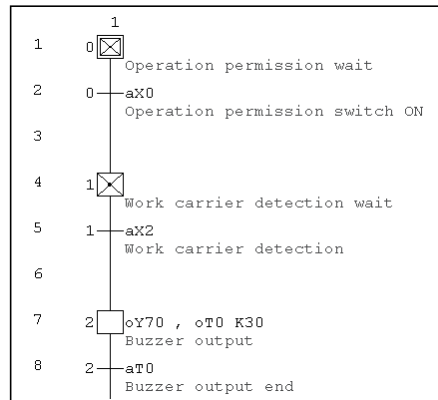 1
1 0
Operation permission wait
2 0 aX0
Operation permission switch ON
3
4 1
Work carrier detection wait
5 1 aX2
Work carrier detection
6
7 2 oY70 , oT0 K30
Buzzer output
8 2 aT0
Buzzer output end